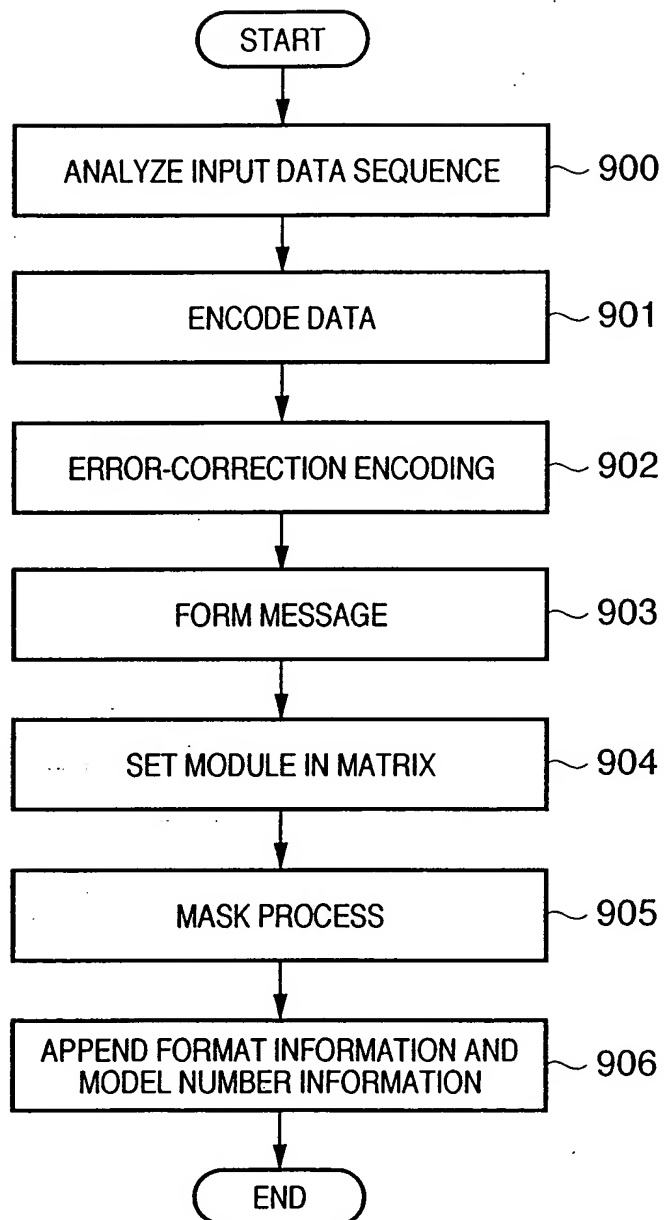 START
ANALYZE INPUT DATA SEQUENCE
900
ENCODE DATA
901
ERROR-CORRECTION ENCODING
902
FORM MESSAGE
903
SET MODULE IN MATRIX
904
MASK PROCESS
905
APPEND FORMAT INFORMATION AND
MODEL NUMBER INFORMATION
906
END